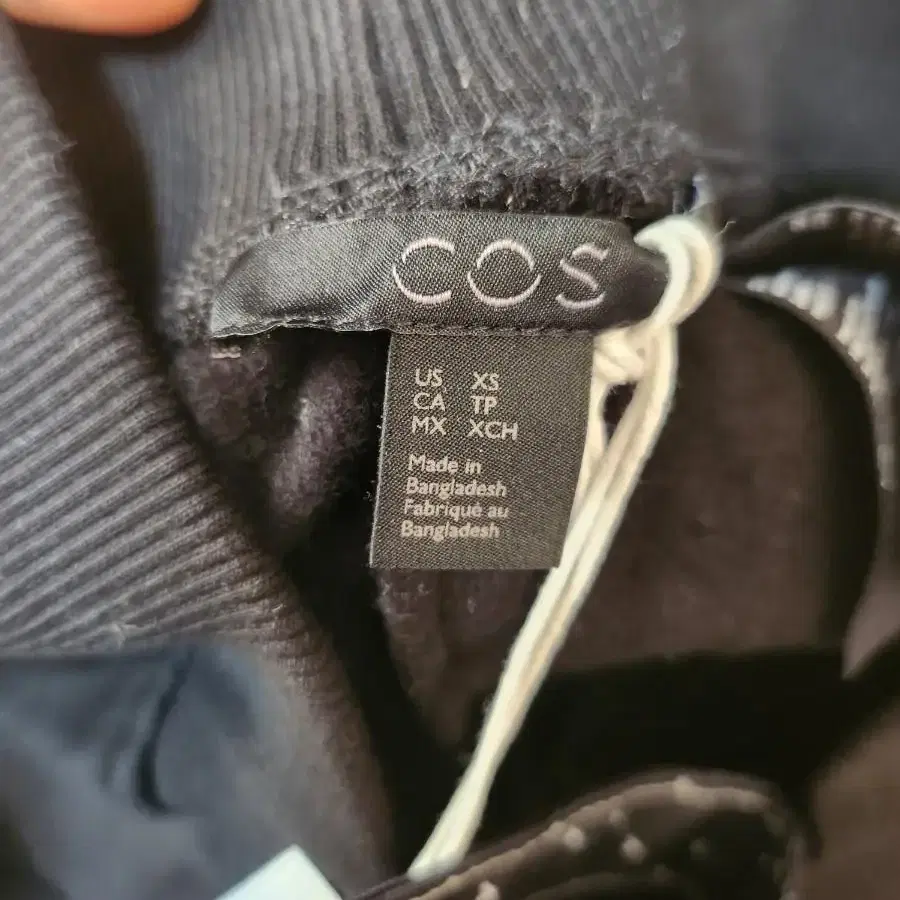 COS
US XS
CA TP
MX XCH
Made in
Bangladesh
Fabriqué au
Bangladesh